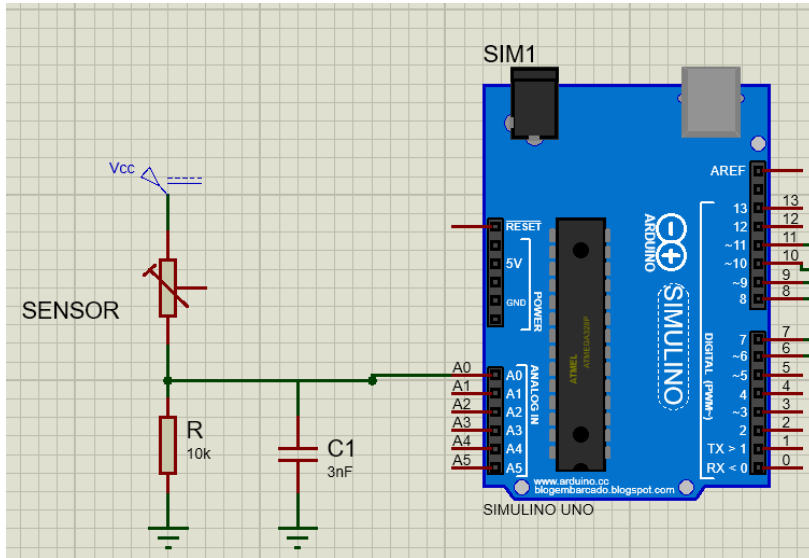 SIM1
Vcc
SENSOR
R
10k
C1
3nF
A0
A1
A2
A3
A4
A5
RESET
5V
GND
POWER
A0
A1
A2
A3
A4
A5
ANALOG IN
ATMEL
ATMEGA328P
ARDUINO
SIMULINO
AREF
13
12
~11
~10
~9
8
7
~6
~5
4
~3
2
TX > 1
RX < 0
DIGITAL (PWM~)
13
12
11
10
9
8
7
6
5
4
3
2
1
0
www.arduino.cc
blogembarcado.blogspot.com
SIMULINO UNO